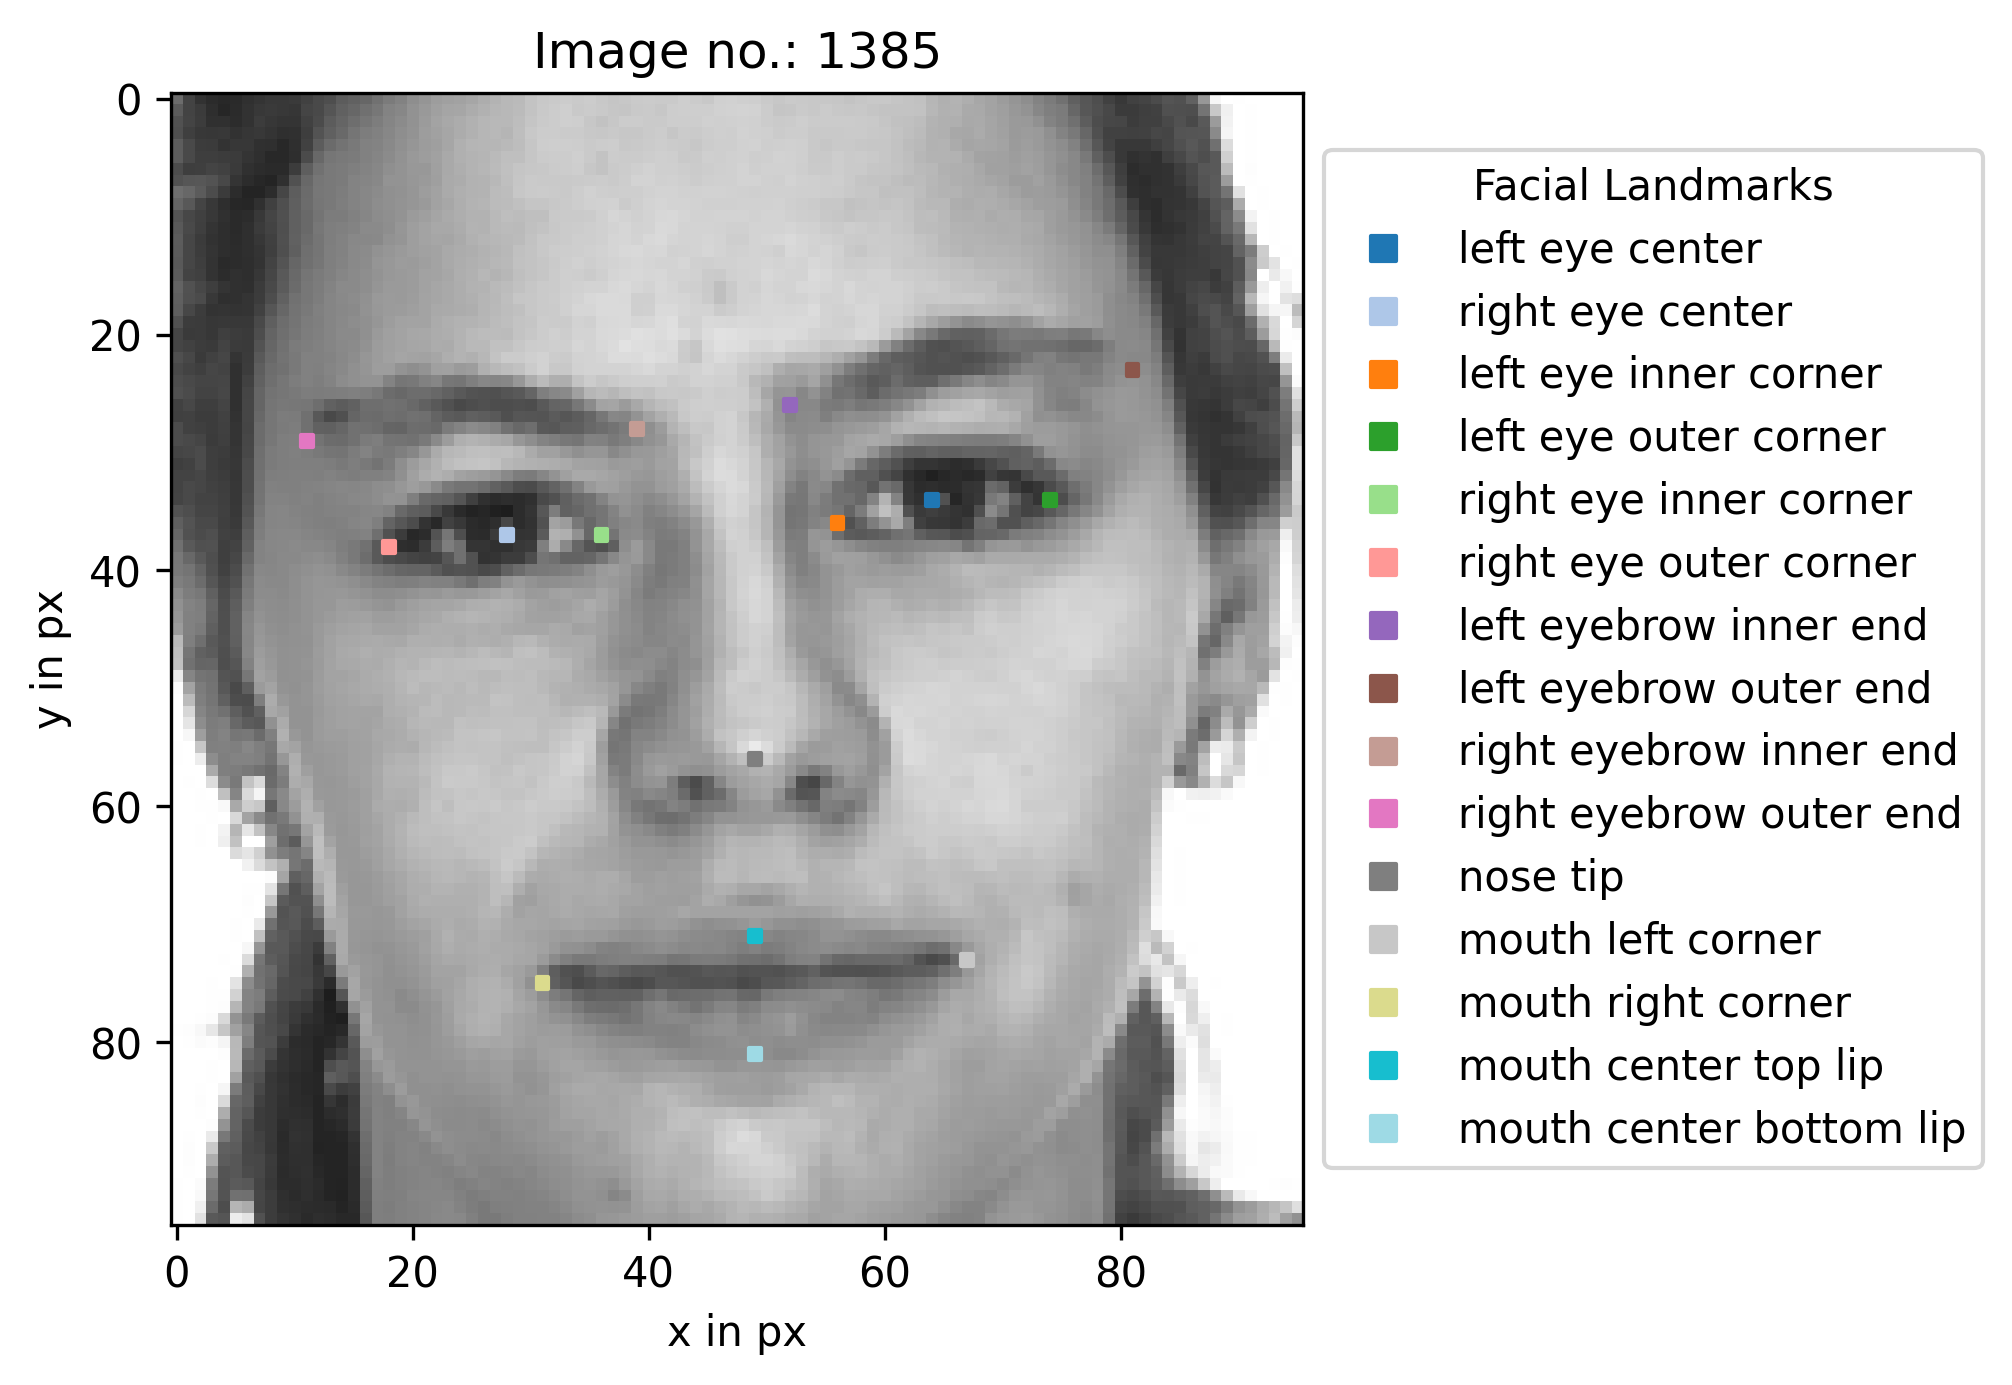 Image no.: 1385
0
20
40
60
80
y in px
0 20 40 60 80
x in px
Facial Landmarks
left eye center
right eye center
left eye inner corner
left eye outer corner
right eye inner corner
right eye outer corner
left eyebrow inner end
left eyebrow outer end
right eyebrow inner end
right eyebrow outer end
nose tip
mouth left corner
mouth right corner
mouth center top lip
mouth center bottom lip